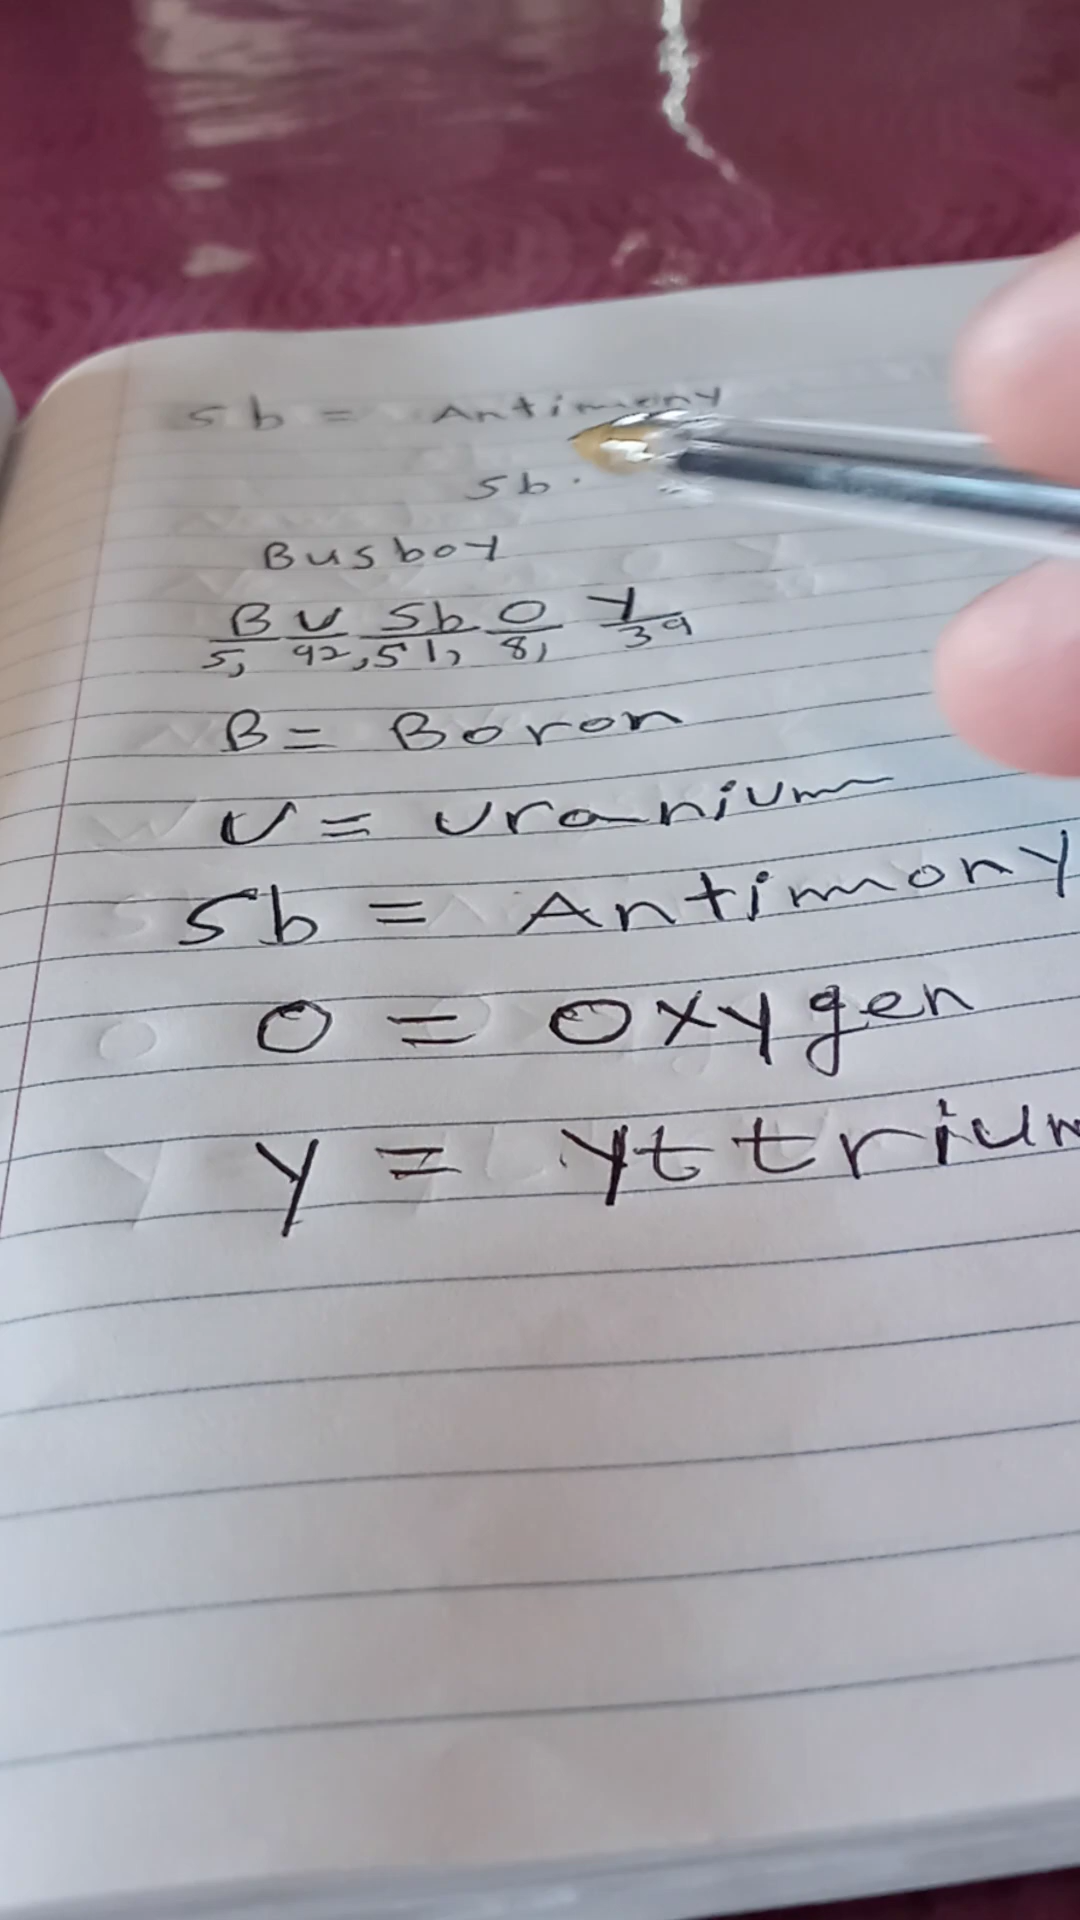 Sb = Antimony
Sb.
Busboy
B U Sb O Y
5, 92, 51, 8, 39
B = Boron
U = Uranium
Sb = Antimony
O = Oxygen
Y = Yttrium